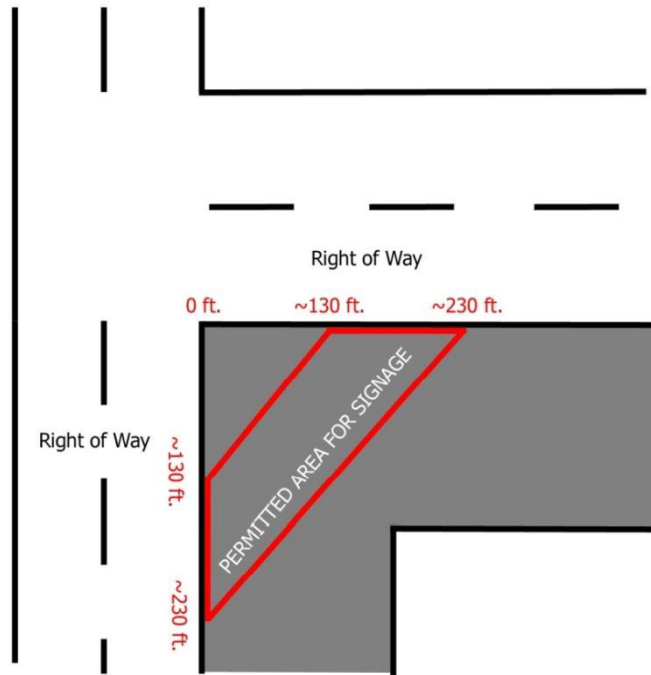 Right of Way
0 ft.
~130 ft.
~230 ft.
Right of Way
~130 ft.
PERMITTED AREA FOR SIGNAGE
~230 ft.